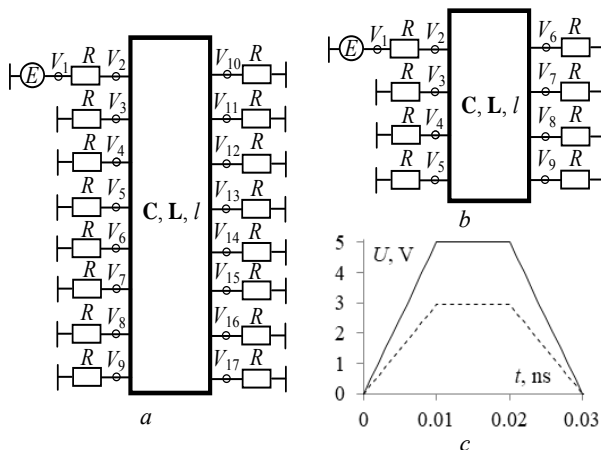 E V1 R V2 V10 R
R V3 V11 R
R V4 V12 R
R V5 C, L, l V13 R
R V6 V14 R
R V7 V15 R
R V8 V16 R
R V9 V17 R
a
E V1 R V2 V6 R
R V3 C, L, l V7 R
R V4 V8 R
R V5 V9 R
b
5 U, V
4
3
2
1
0 t, ns
0 0.01 0.02 0.03
c